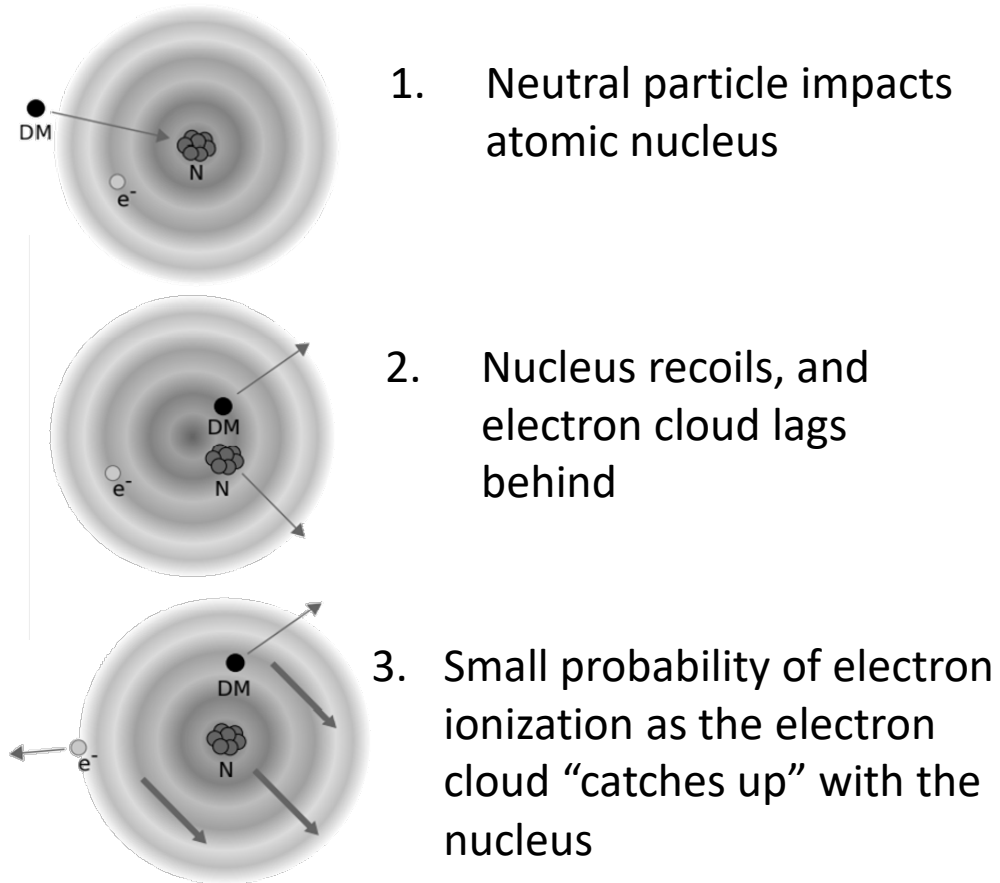 1. Neutral particle impacts
atomic nucleus
DM
N
e-
2. Nucleus recoils, and
electron cloud lags
behind
DM
N
e-
3. Small probability of electron
ionization as the electron
cloud “catches up” with the
nucleus
DM
N
e-